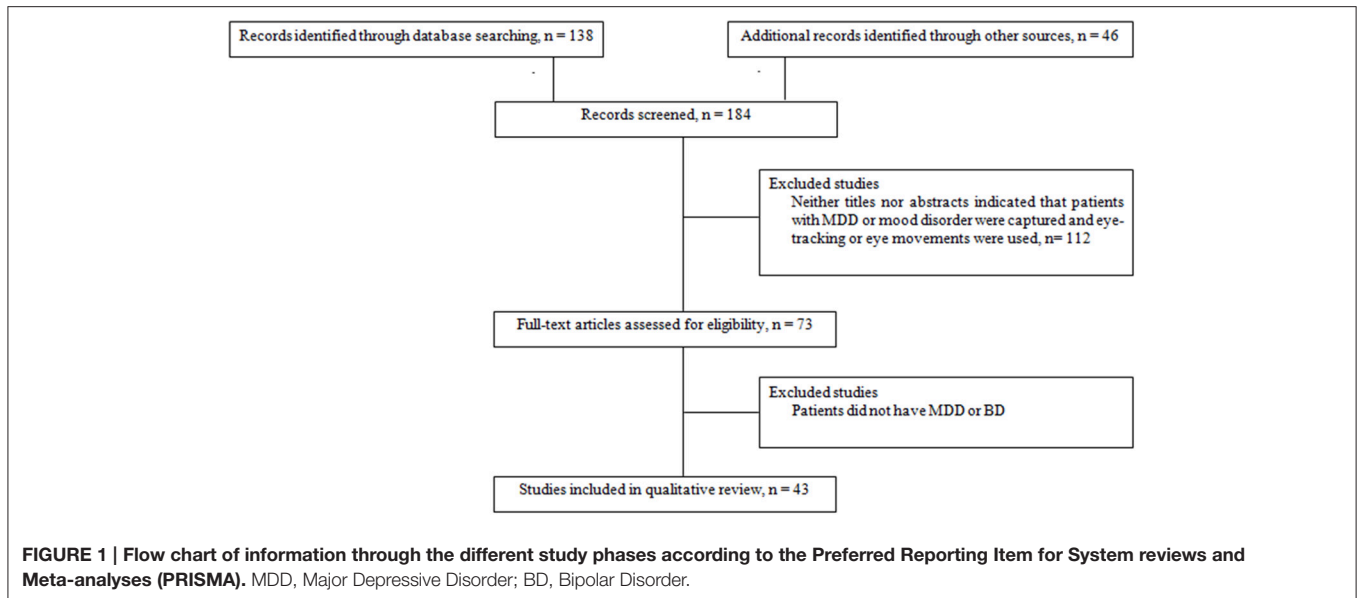 Records identified through database searching, n = 138
Additional records identified through other sources, n = 46
Records screened, n = 184
Excluded studies
Neither titles nor abstracts indicated that patients
with MDD or mood disorder were captured and eye-
tracking or eye movements were used, n= 112
Full-text articles assessed for eligibility, n = 73
Excluded studies
Patients did not have MDD or BD
Studies included in qualitative review, n = 43
FIGURE 1 | Flow chart of information through the different study phases according to the Preferred Reporting Item for System reviews and
Meta-analyses (PRISMA). MDD, Major Depressive Disorder; BD, Bipolar Disorder.